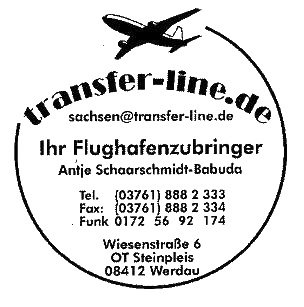 transfer-line.de
sachsen@transfer-line.de
Ihr Flughafenzubringer
Antje Schaarschmidt-Babuda
Tel. (03761) 888 2 333
Fax: (03761) 888 2 334
Funk 0172 56 92 174
Wiesenstraße 6
OT Steinpleis
08412 Werdau